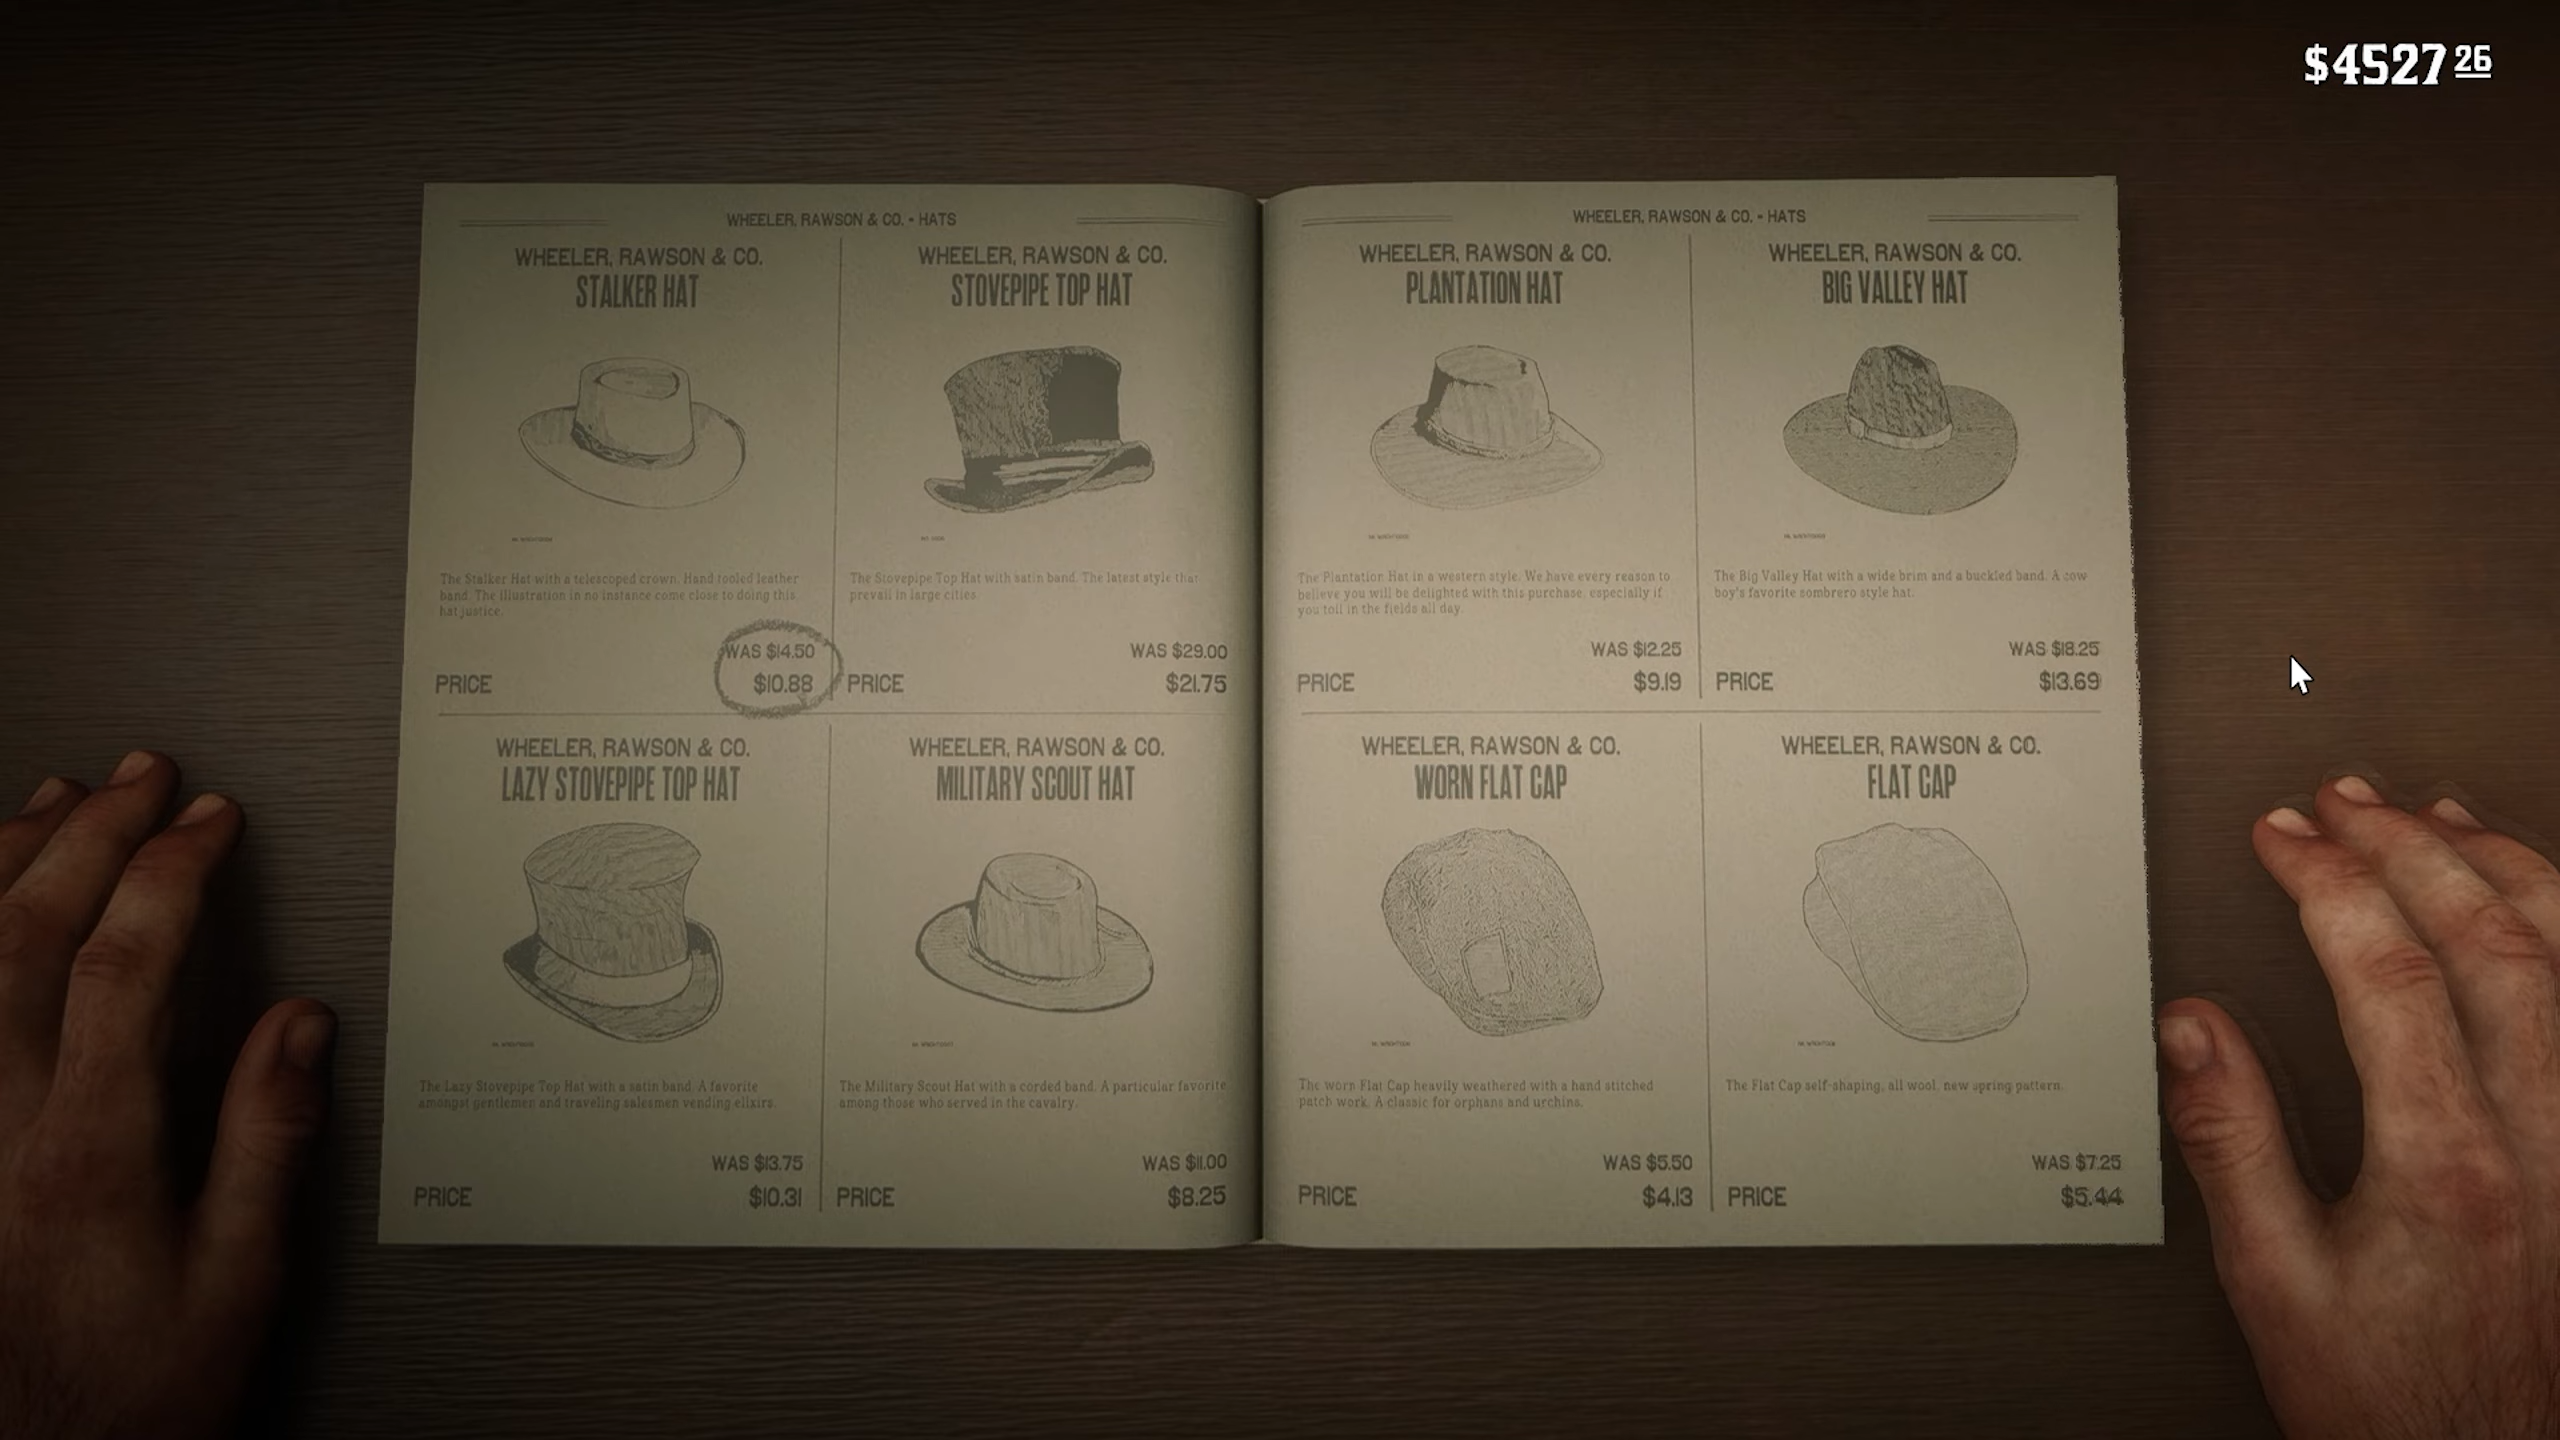 $4527 26
WHEELER, RAWSON & CO. - HATS
WHEELER, RAWSON & CO.
STALKER HAT
The Stalker Hat with a telescoped crown. Hand tooled leather
band. The illustration in no instance come close to doing this
hat justice.
WAS $14.50
PRICE $10.88
WHEELER, RAWSON & CO.
STOVEPIPE TOP HAT
The Stovepipe Top Hat with satin band. The latest style that
prevail in large cities.
WAS $29.00
PRICE $21.75
WHEELER, RAWSON & CO.
LAZY STOVEPIPE TOP HAT
The Lazy Stovepipe Top Hat with a satin band. A favorite
amongst gentlemen and traveling salesmen vending elixirs.
WAS $13.75
PRICE $10.31
WHEELER, RAWSON & CO.
MILITARY SCOUT HAT
The Military Scout Hat with a corded band. A particular favorite
among those who served in the cavalry.
WAS $11.00
PRICE $8.25
WHEELER, RAWSON & CO. - HATS
WHEELER, RAWSON & CO.
PLANTATION HAT
The Plantation Hat in a western style. We have every reason to
believe you will be delighted with this purchase, especially if
you toil in the fields all day.
WAS $12.25
PRICE $9.19
WHEELER, RAWSON & CO.
BIG VALLEY HAT
The Big Valley Hat with a wide brim and a buckled band. A cow
boy's favorite sombrero style hat.
WAS $18.25
PRICE $13.69
WHEELER, RAWSON & CO.
WORN FLAT CAP
The worn Flat Cap heavily weathered with a hand stitched
patch work. A classic for orphans and urchins.
WAS $5.50
PRICE $4.13
WHEELER, RAWSON & CO.
FLAT CAP
The Flat Cap self-shaping, all wool, new spring pattern.
WAS $7.25
PRICE $5.44